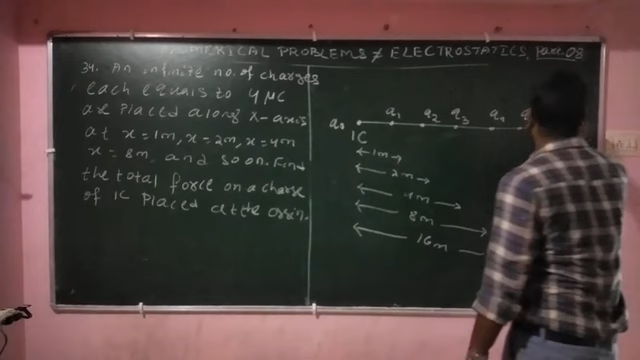 NUMERICAL PROBLEMS of ELECTROSTATICS, Part-08
34. An infinite no. of charges
each equals to 4 μC
are placed along X-axis
at x=1m, x=2m, x=4m
x=8m, and so on. Find
the total force on a charge
of 1C placed at the origin.
q0 q1 q2 q3 q4
1C
1m
2m
4m
8m
16m